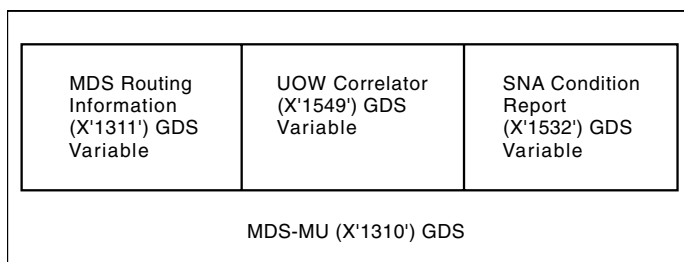 MDS Routing
Information
(X'1311') GDS
Variable
UOW Correlator
(X'1549') GDS
Variable
SNA Condition
Report
(X'1532') GDS
Variable
MDS-MU (X'1310') GDS